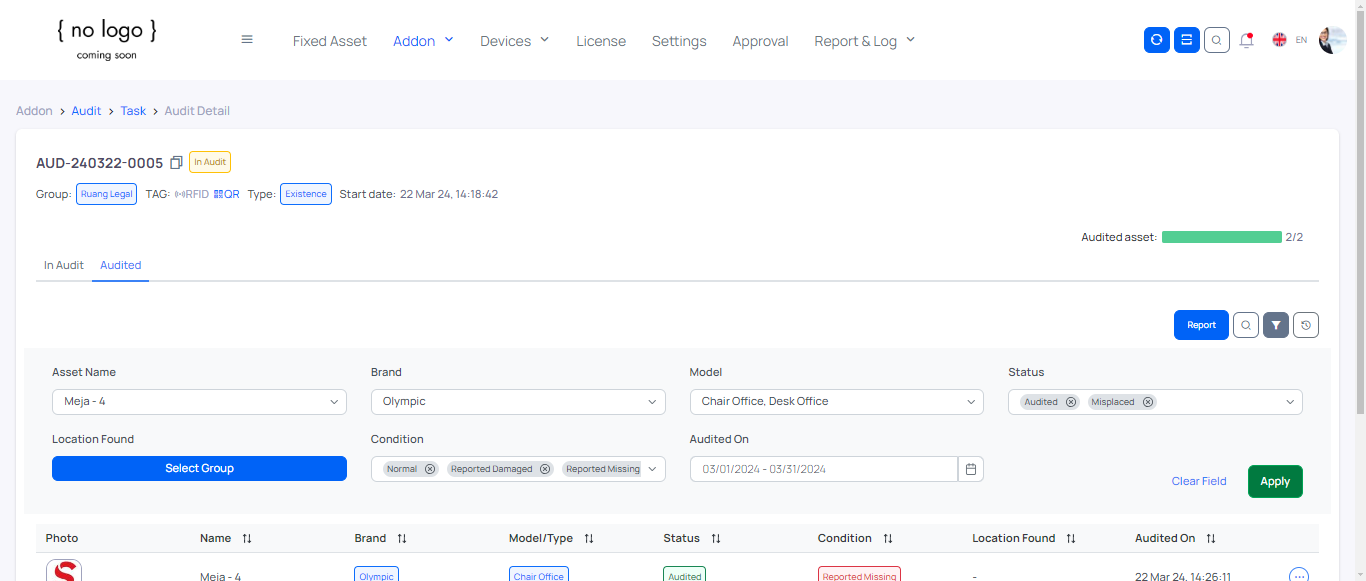 { no logo }
coming soon
Fixed Asset Addon Devices License Settings Approval Report & Log EN
Addon > Audit > Task > Audit Detail
AUD-240322-0005 In Audit
Group: Ruang Legal TAG: RFID QR Type: Existence Start date: 22 Mar 24, 14:18:42
Audited asset: 2/2
In Audit Audited
Report
Asset Name Brand Model Status
Meja - 4 Olympic Chair Office, Desk Office Audited Misplaced
Location Found Condition Audited On
Select Group Normal Reported Damaged Reported Missing 03/01/2024 - 03/31/2024
Clear Field Apply
Photo Name Brand Model/Type Status Condition Location Found Audited On
Meja - 4 Olympic Chair Office Audited Reported Missing - 22 Mar 24, 14:26:11